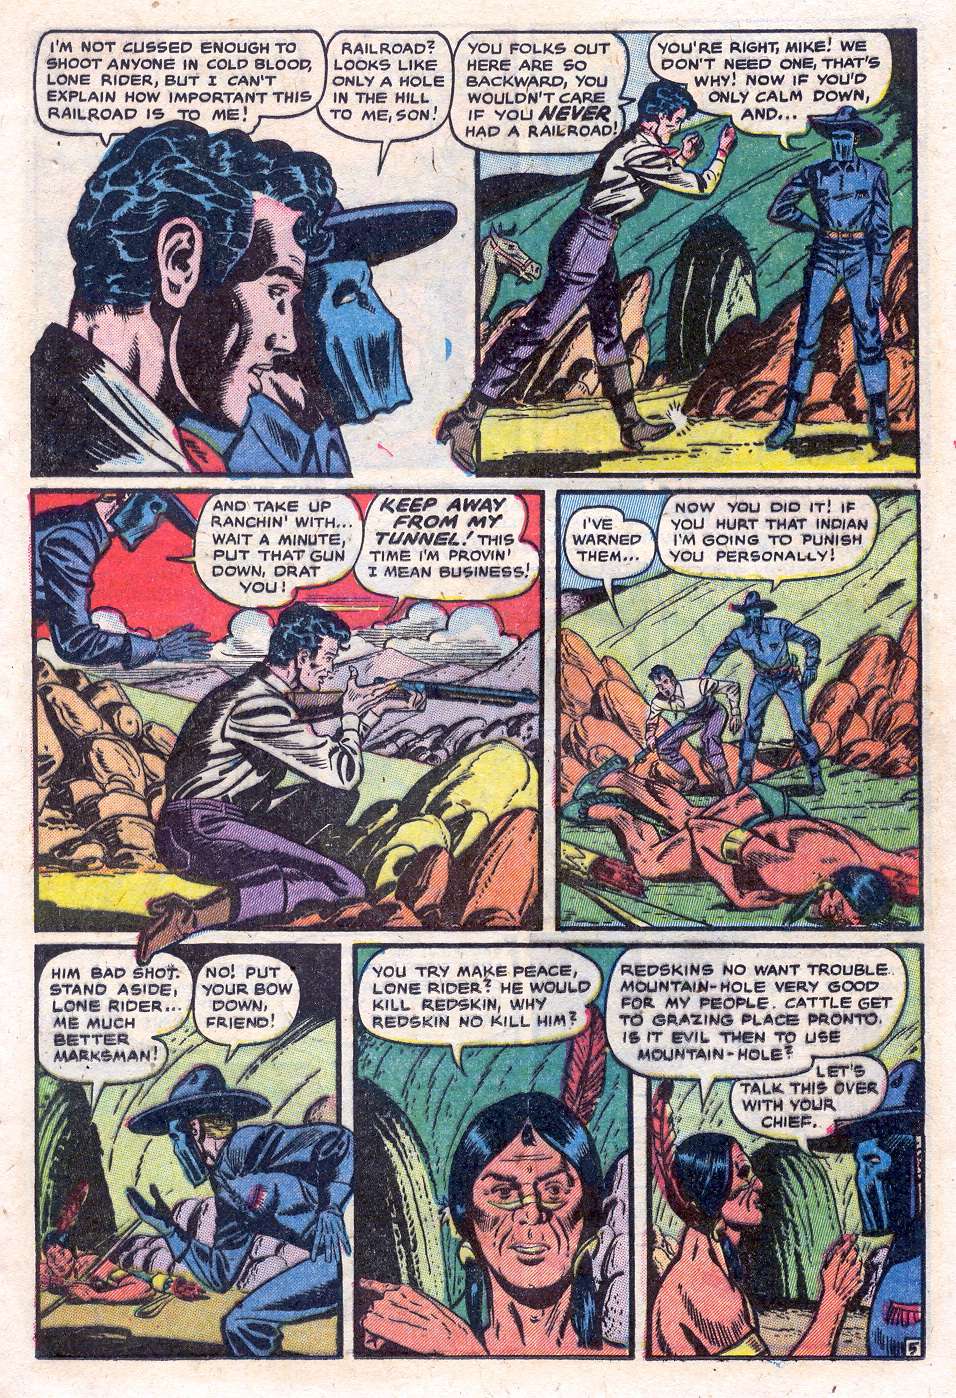 I'M NOT CUSSED ENOUGH TO
SHOOT ANYONE IN COLD BLOOD,
LONE RIDER, BUT I CAN'T
EXPLAIN HOW IMPORTANT THIS
RAILROAD IS TO ME!
RAILROAD?
LOOKS LIKE
ONLY A HOLE
IN THE HILL
TO ME, SON!
YOU FOLKS OUT
HERE ARE SO
BACKWARD, YOU
WOULDN'T CARE
IF YOU NEVER
HAD A RAILROAD!
YOU'RE RIGHT, MIKE! WE
DON'T NEED ONE, THAT'S
WHY! NOW IF YOU'D
ONLY CALM DOWN,
AND...
AND TAKE UP
RANCHIN' WITH...
WAIT A MINUTE,
PUT THAT GUN
DOWN, DRAT
YOU!
KEEP AWAY
FROM MY
TUNNEL! THIS
TIME I'M PROVIN'
I MEAN BUSINESS!
I'VE
WARNED
THEM...
NOW YOU DID IT! IF
YOU HURT THAT INDIAN
I'M GOING TO PUNISH
YOU PERSONALLY!
HIM BAD SHOT.
STAND ASIDE,
LONE RIDER...
ME MUCH
BETTER
MARKSMAN!
NO! PUT
YOUR BOW
DOWN,
FRIEND!
YOU TRY MAKE PEACE,
LONE RIDER? HE WOULD
KILL REDSKIN, WHY
REDSKIN NO KILL HIM?
REDSKINS NO WANT TROUBLE.
MOUNTAIN-HOLE VERY GOOD
FOR MY PEOPLE. CATTLE GET
TO GRAZING PLACE PRONTO.
IS IT EVIL THEN TO USE
MOUNTAIN-HOLE?
LET'S
TALK THIS OVER
WITH YOUR
CHIEF.
5